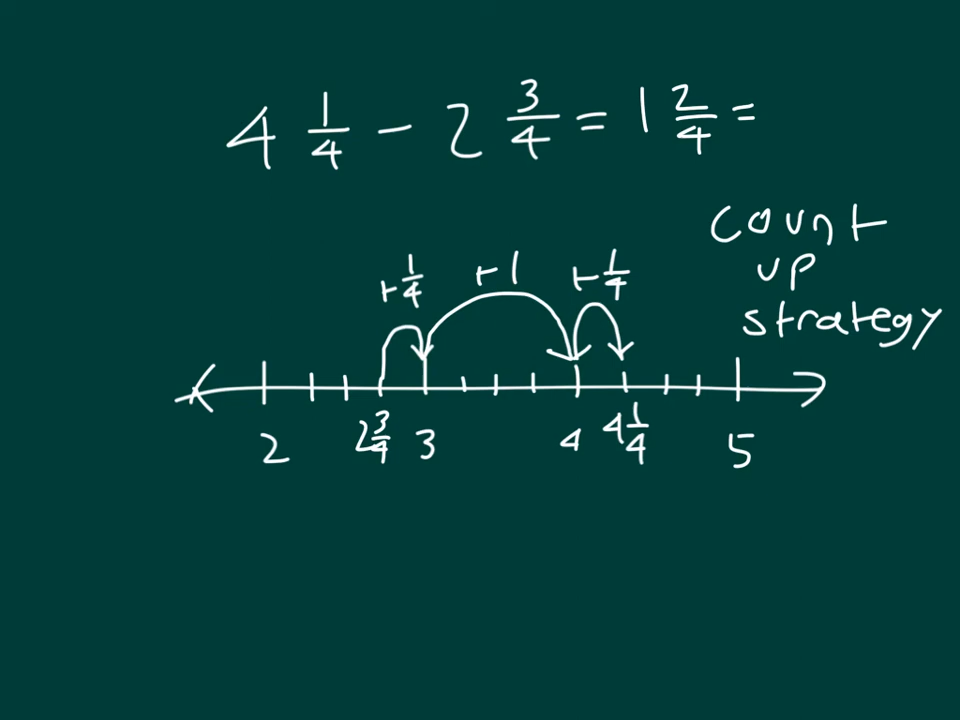 4 1/4 - 2 3/4 = 1 2/4 =
count
up
strategy
+1/4 +1 +1/4
2 2 3/4 3 4 4 1/4 5